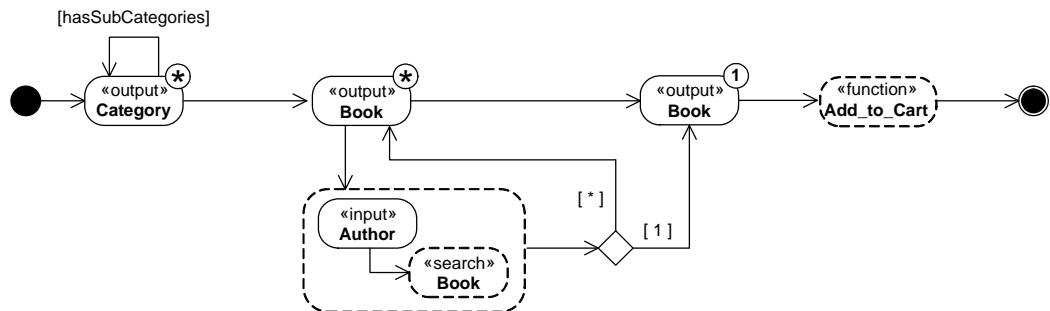 [hasSubCategories]
*
«output»
Category
*
«output»
Book
1
«output»
Book
«function»
Add_to_Cart
[ * ]
[ 1 ]
«input»
Author
«search»
Book